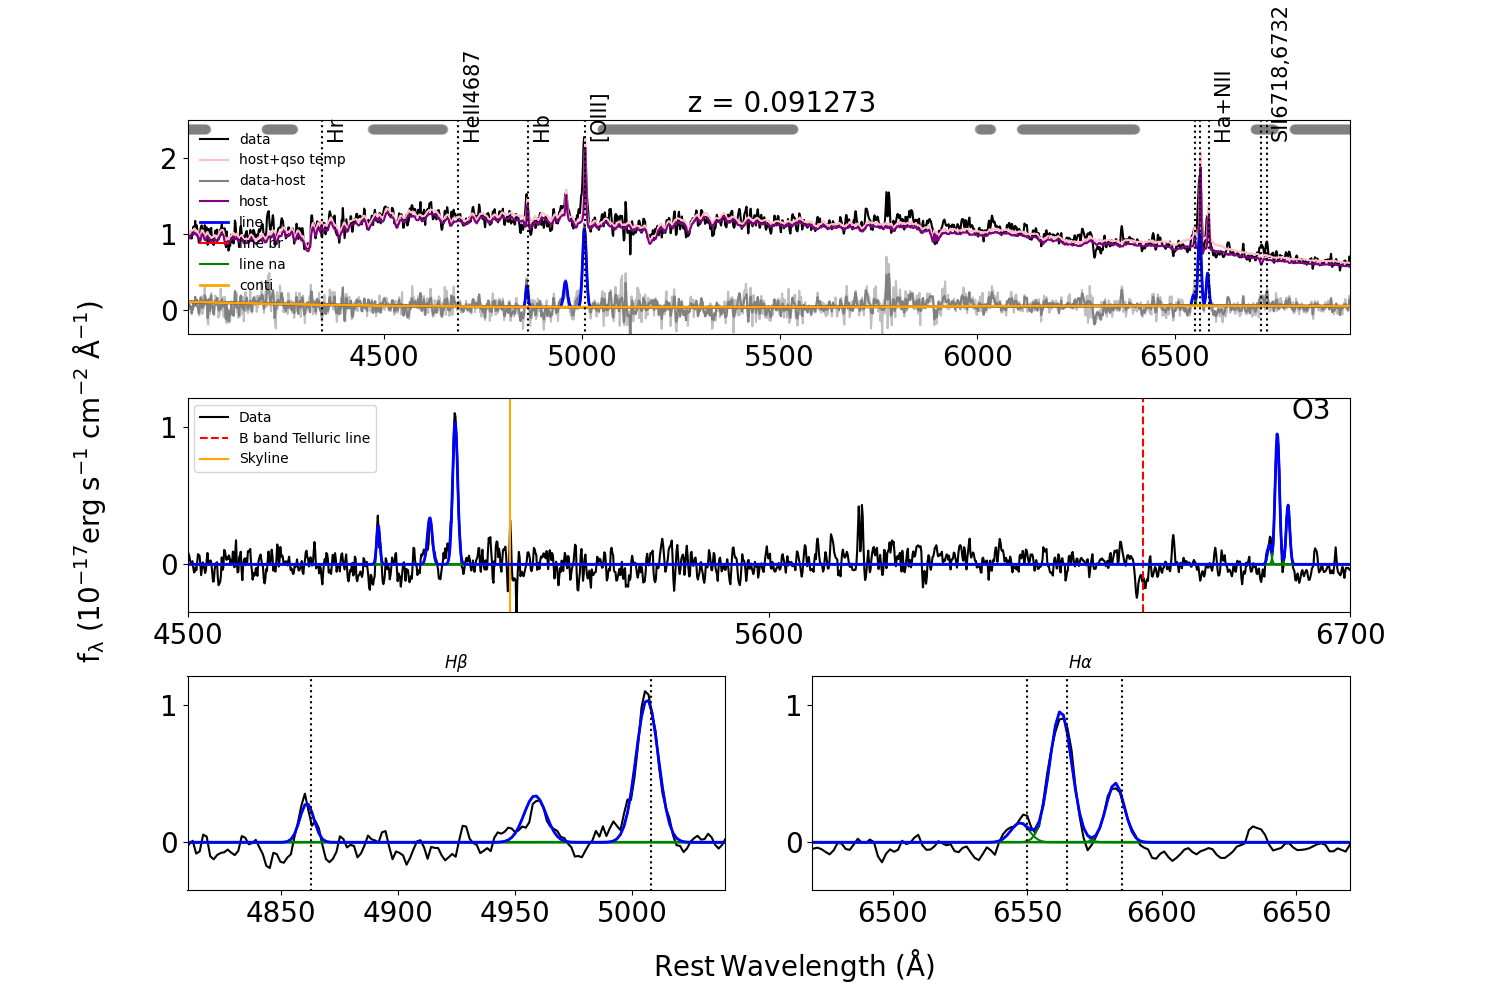 z = 0.091273
Hr
HeII4687
Hb
[OIII]
Ha+NII
SII6718,6732
data
host+qso temp
data-host
host
line
line br
line na
conti
2
1
0
4500 5000 5500 6000 6500
fλ (10−17erg s−1 cm−2 Å−1)
O3
Data
B band Telluric line
Skyline
1
0
4500 5600 6700
Hβ
1
0
4850 4900 4950 5000
Hα
1
0
6500 6550 6600 6650
Rest Wavelength (Å)